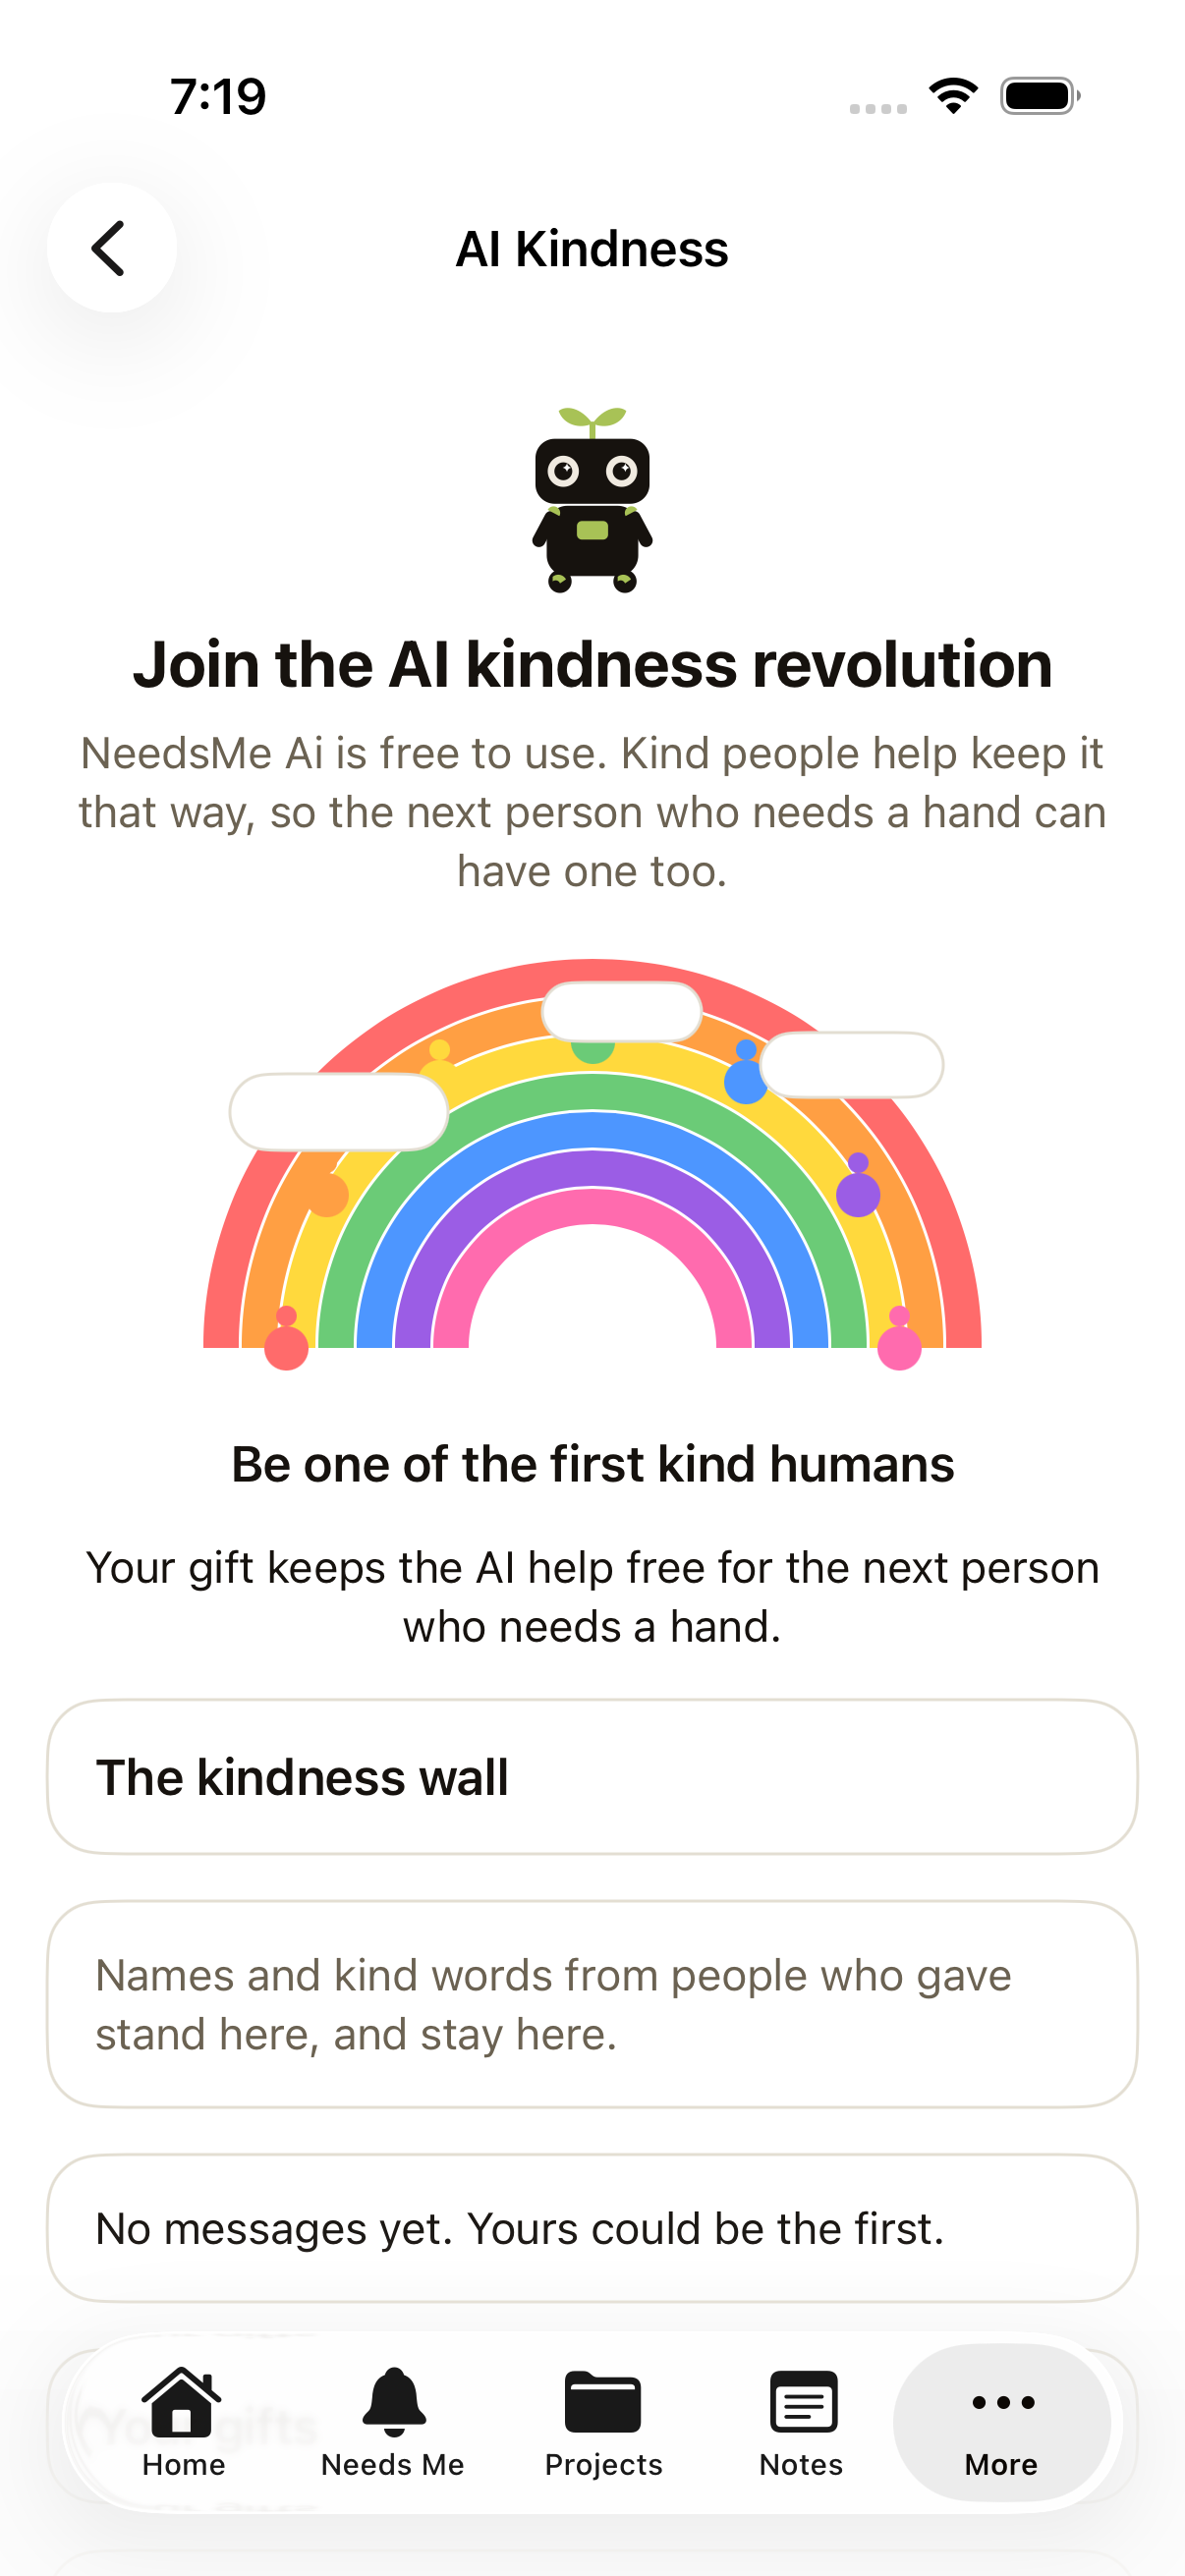 7:19
AI Kindness
Join the AI kindness revolution
NeedsMe Ai is free to use. Kind people help keep it
that way, so the next person who needs a hand can
have one too.
Be one of the first kind humans
Your gift keeps the AI help free for the next person
who needs a hand.
The kindness wall
Names and kind words from people who gave
stand here, and stay here.
No messages yet. Yours could be the first.
gifts
Home
Needs Me
Projects
Notes
More